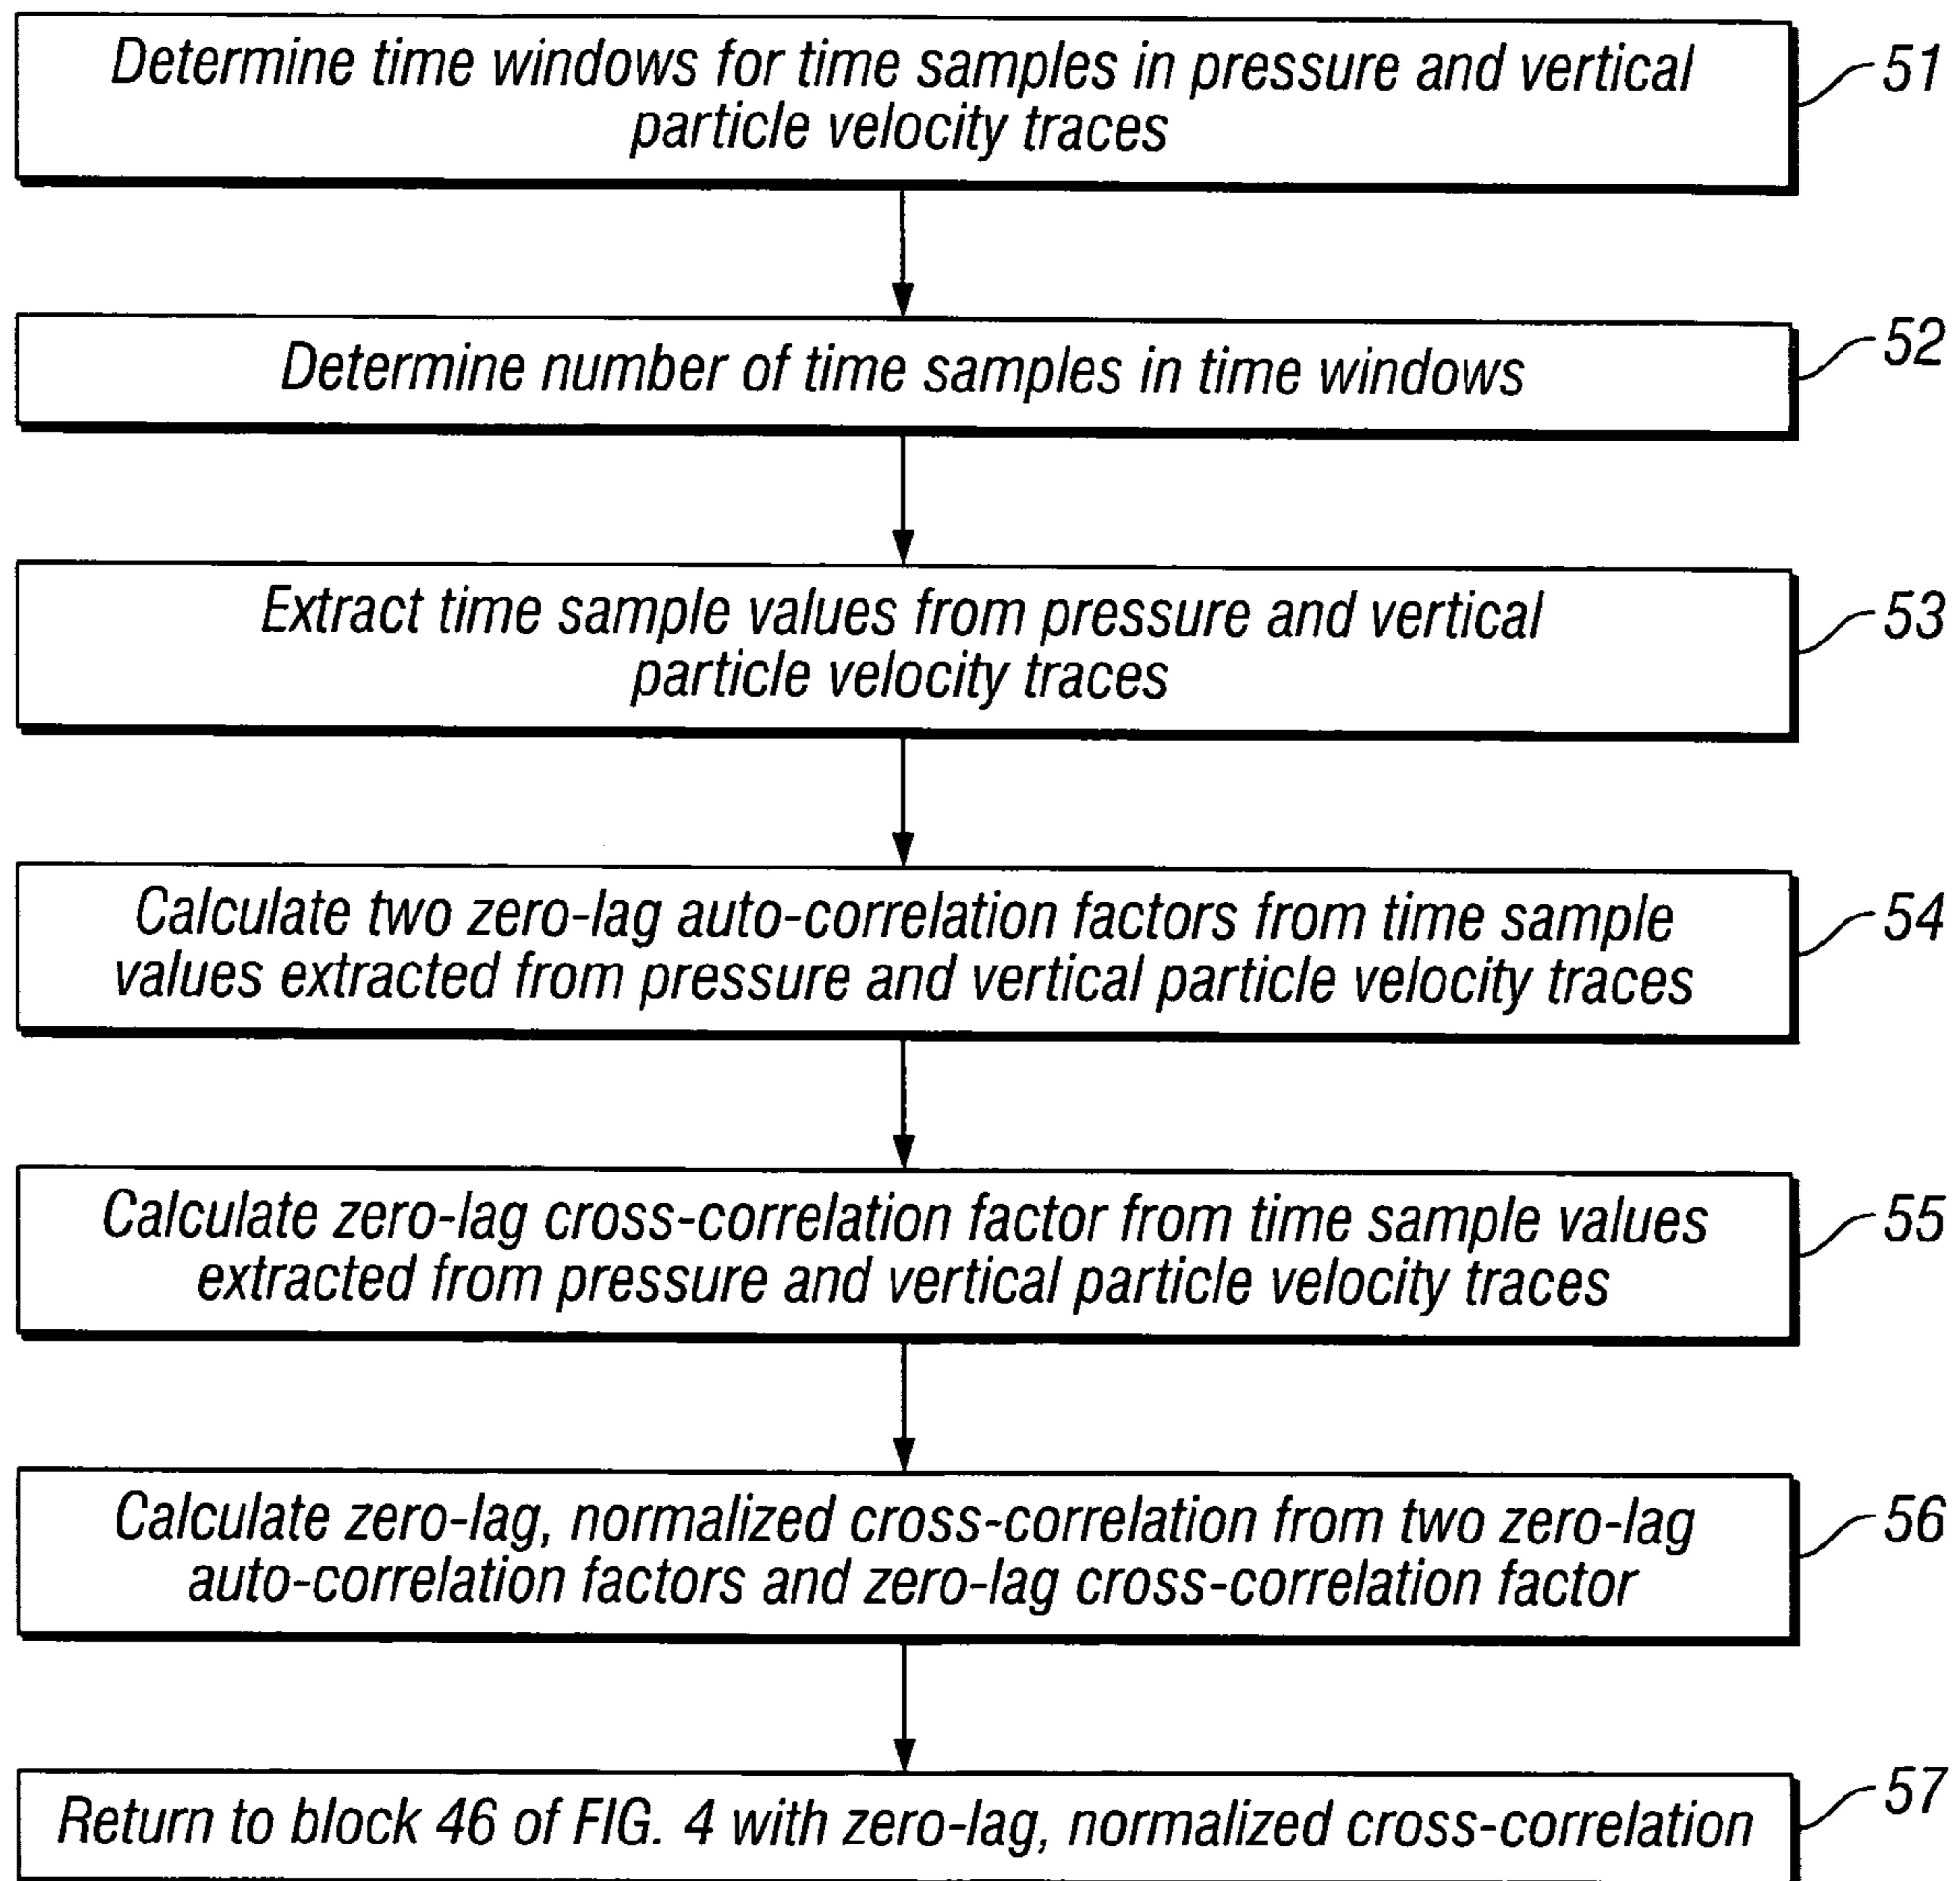 Determine time windows for time samples in pressure and vertical
particle velocity traces
51
Determine number of time samples in time windows
52
Extract time sample values from pressure and vertical
particle velocity traces
53
Calculate two zero-lag auto-correlation factors from time sample
values extracted from pressure and vertical particle velocity traces
54
Calculate zero-lag cross-correlation factor from time sample values
extracted from pressure and vertical particle velocity traces
55
Calculate zero-lag, normalized cross-correlation from two zero-lag
auto-correlation factors and zero-lag cross-correlation factor
56
Return to block 46 of FIG. 4 with zero-lag, normalized cross-correlation
57